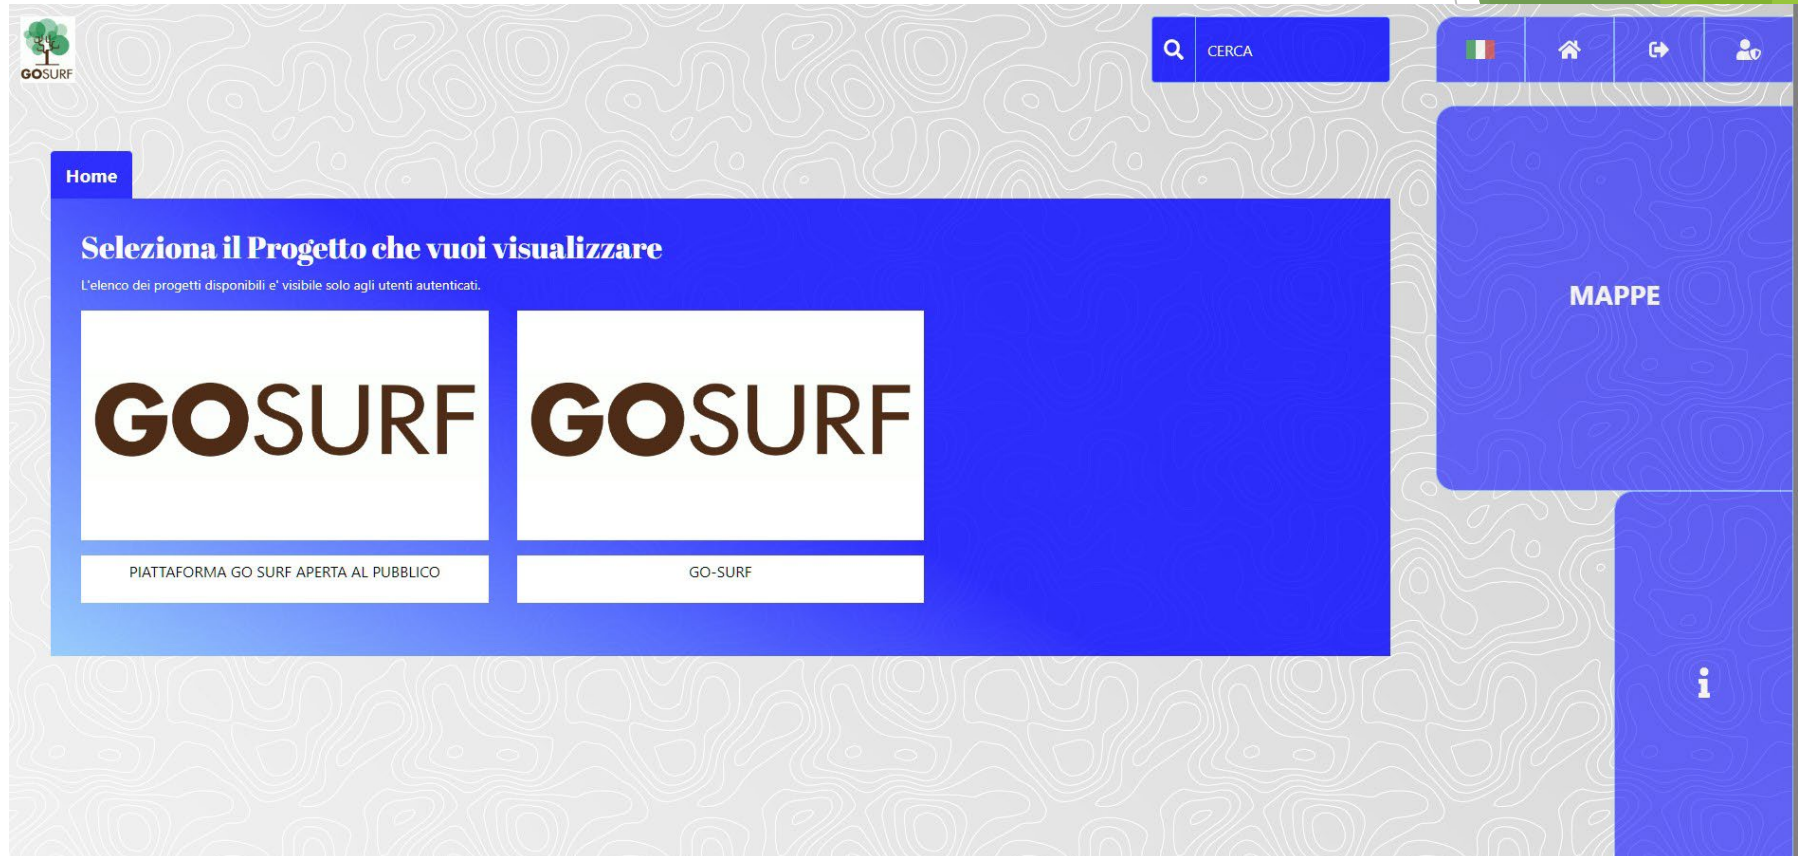 GOSURF
CERCA
Home
Seleziona il Progetto che vuoi visualizzare
L'elenco dei progetti disponibili e' visibile solo agli utenti autenticati.
GOSURF
GOSURF
PIATTAFORMA GO SURF APERTA AL PUBBLICO
GO-SURF
MAPPE